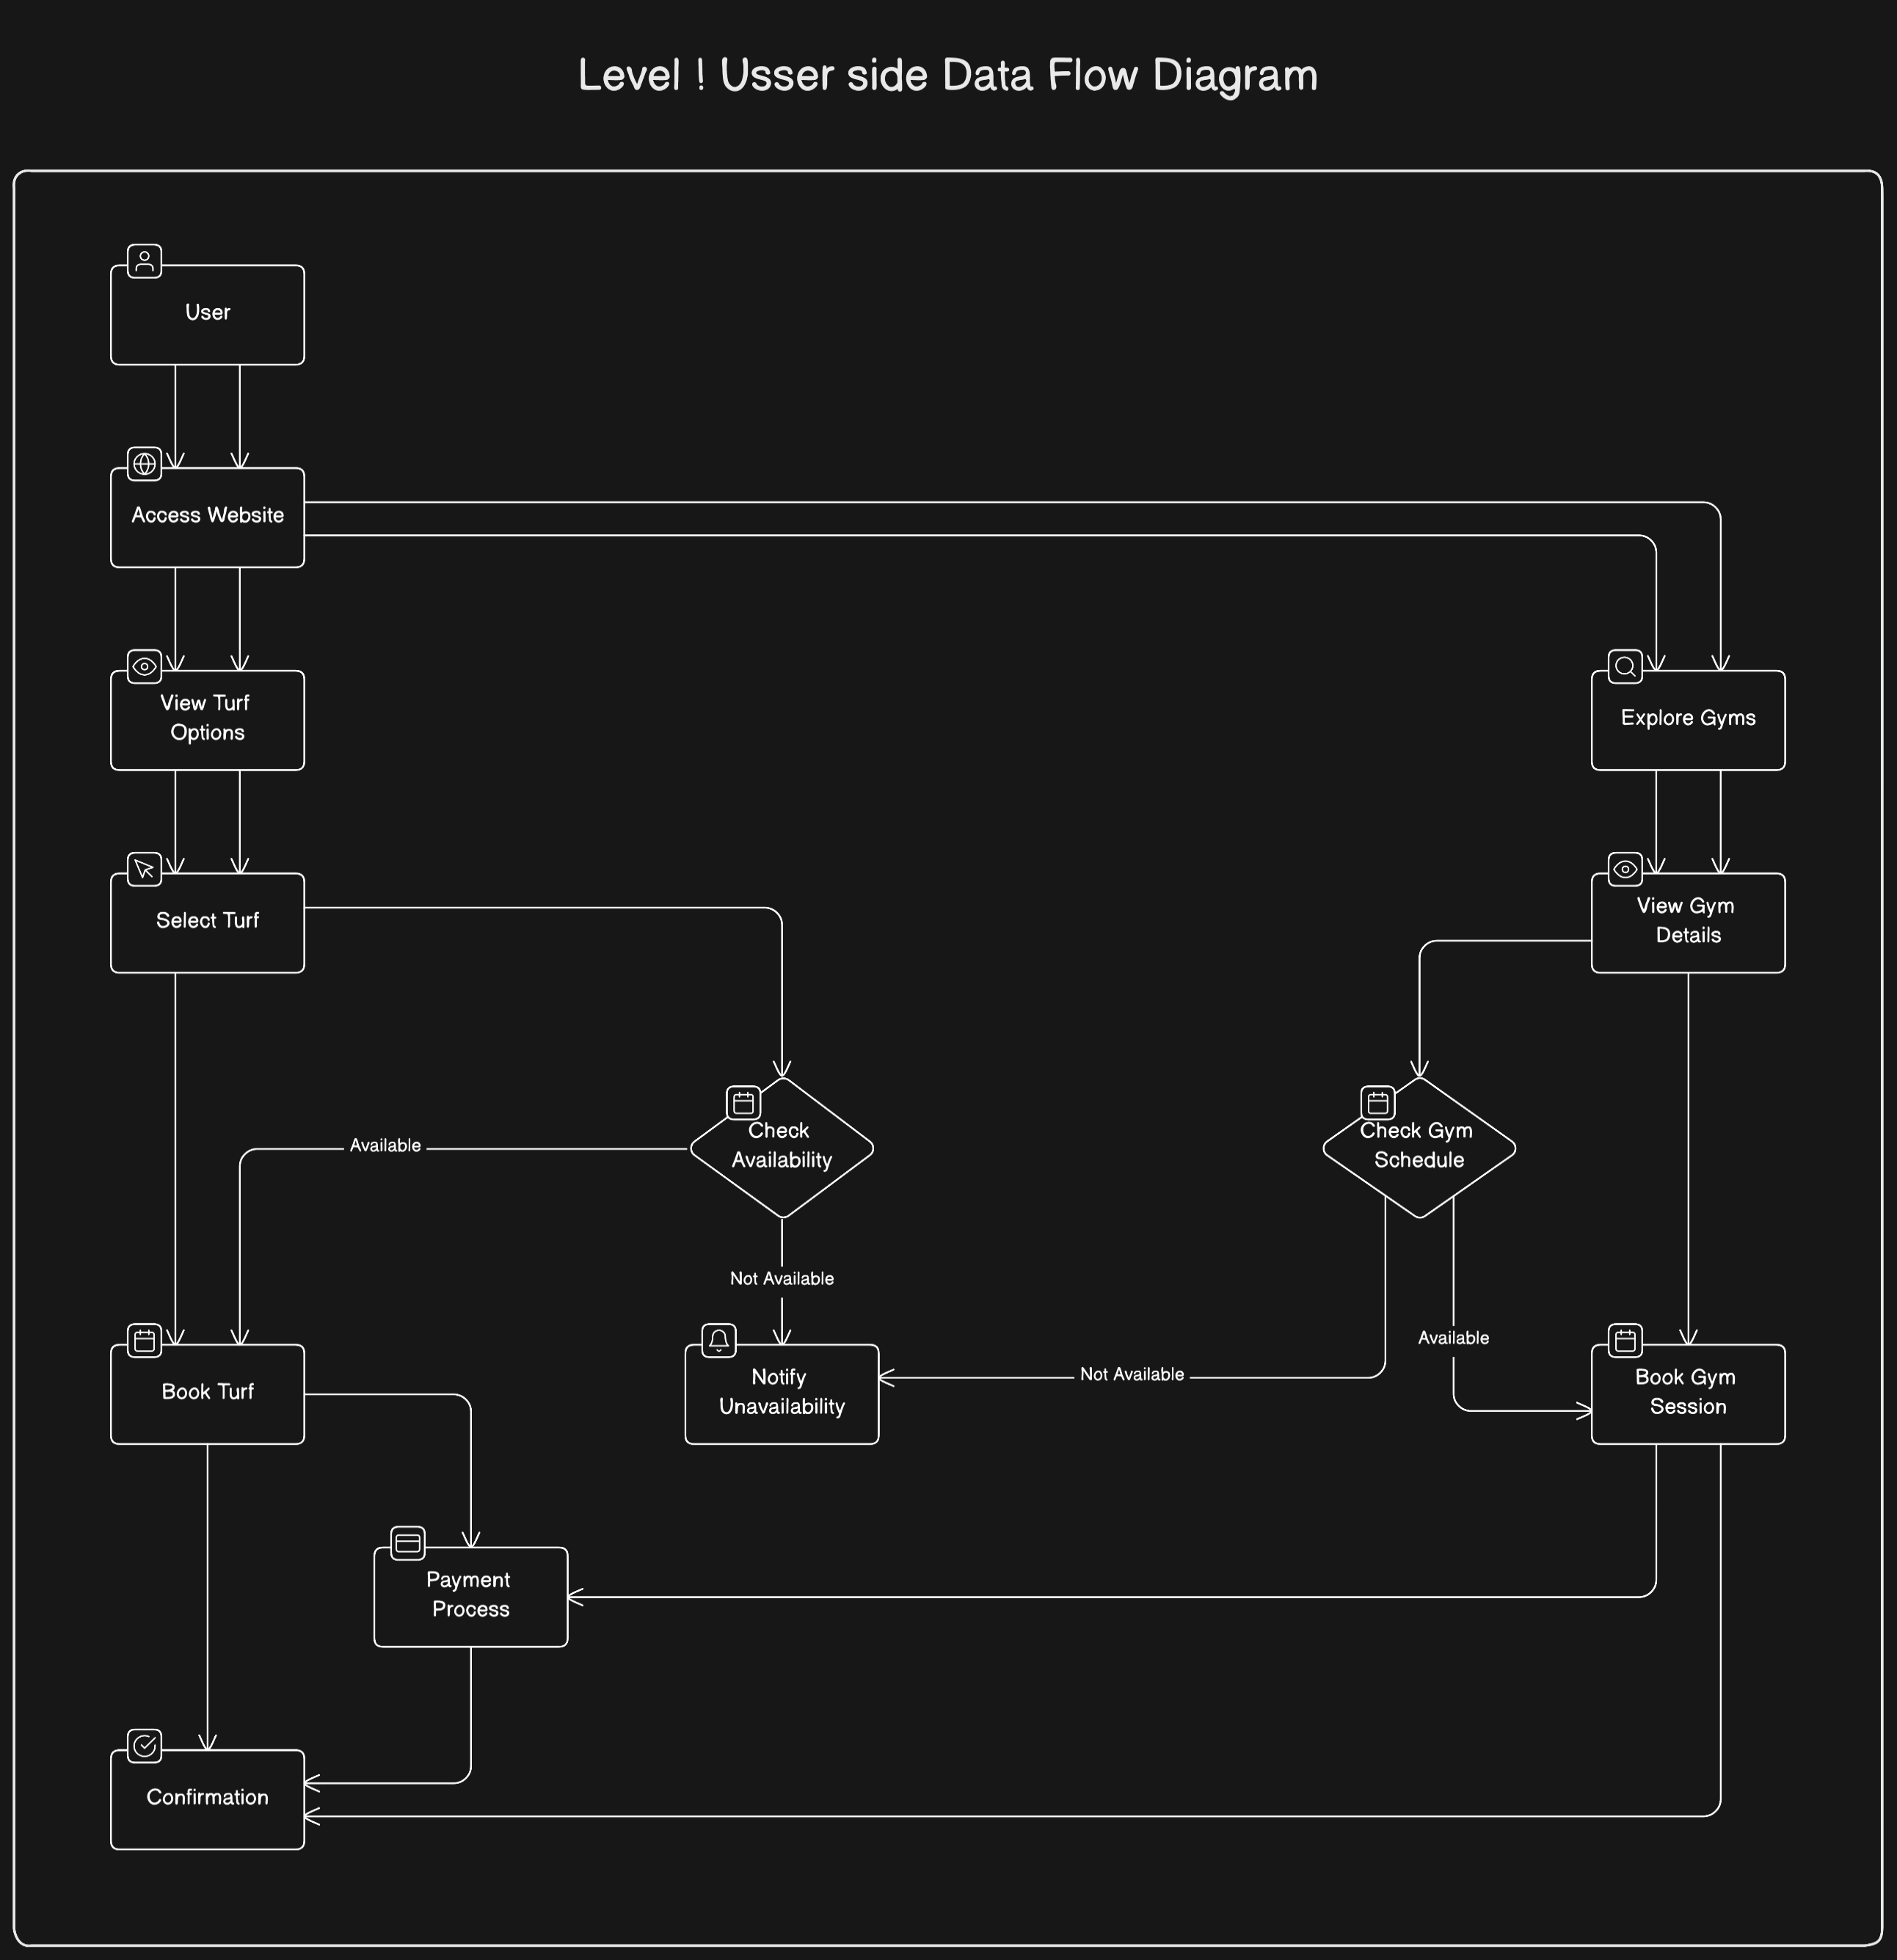 Level ! Usser side Data Flow Diagram
User
Access Website
View Turf
Options
Explore Gyms
Select Turf
View Gym
Details
Check
Availability
Check Gym
Schedule
Available
Not Available
Available
Not Available
Book Turf
Notify
Unavailability
Book Gym
Session
Payment
Process
Confirmation